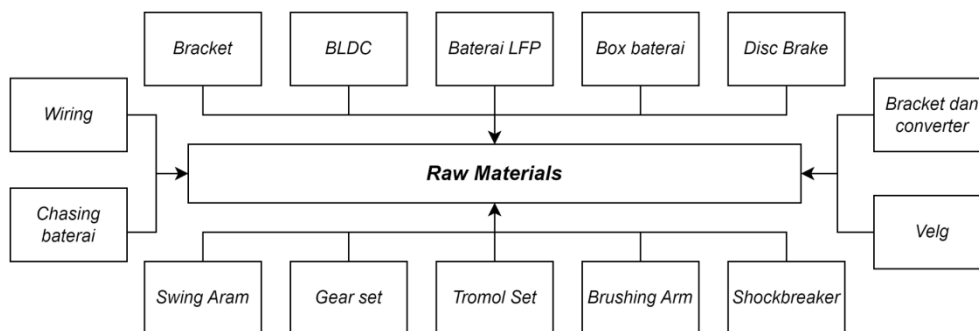 Bracket
BLDC
Baterai LFP
Box baterai
Disc Brake
Wiring
Bracket dan
converter
Raw Materials
Chasing
baterai
Velg
Swing Aram
Gear set
Tromol Set
Brushing Arm
Shockbreaker